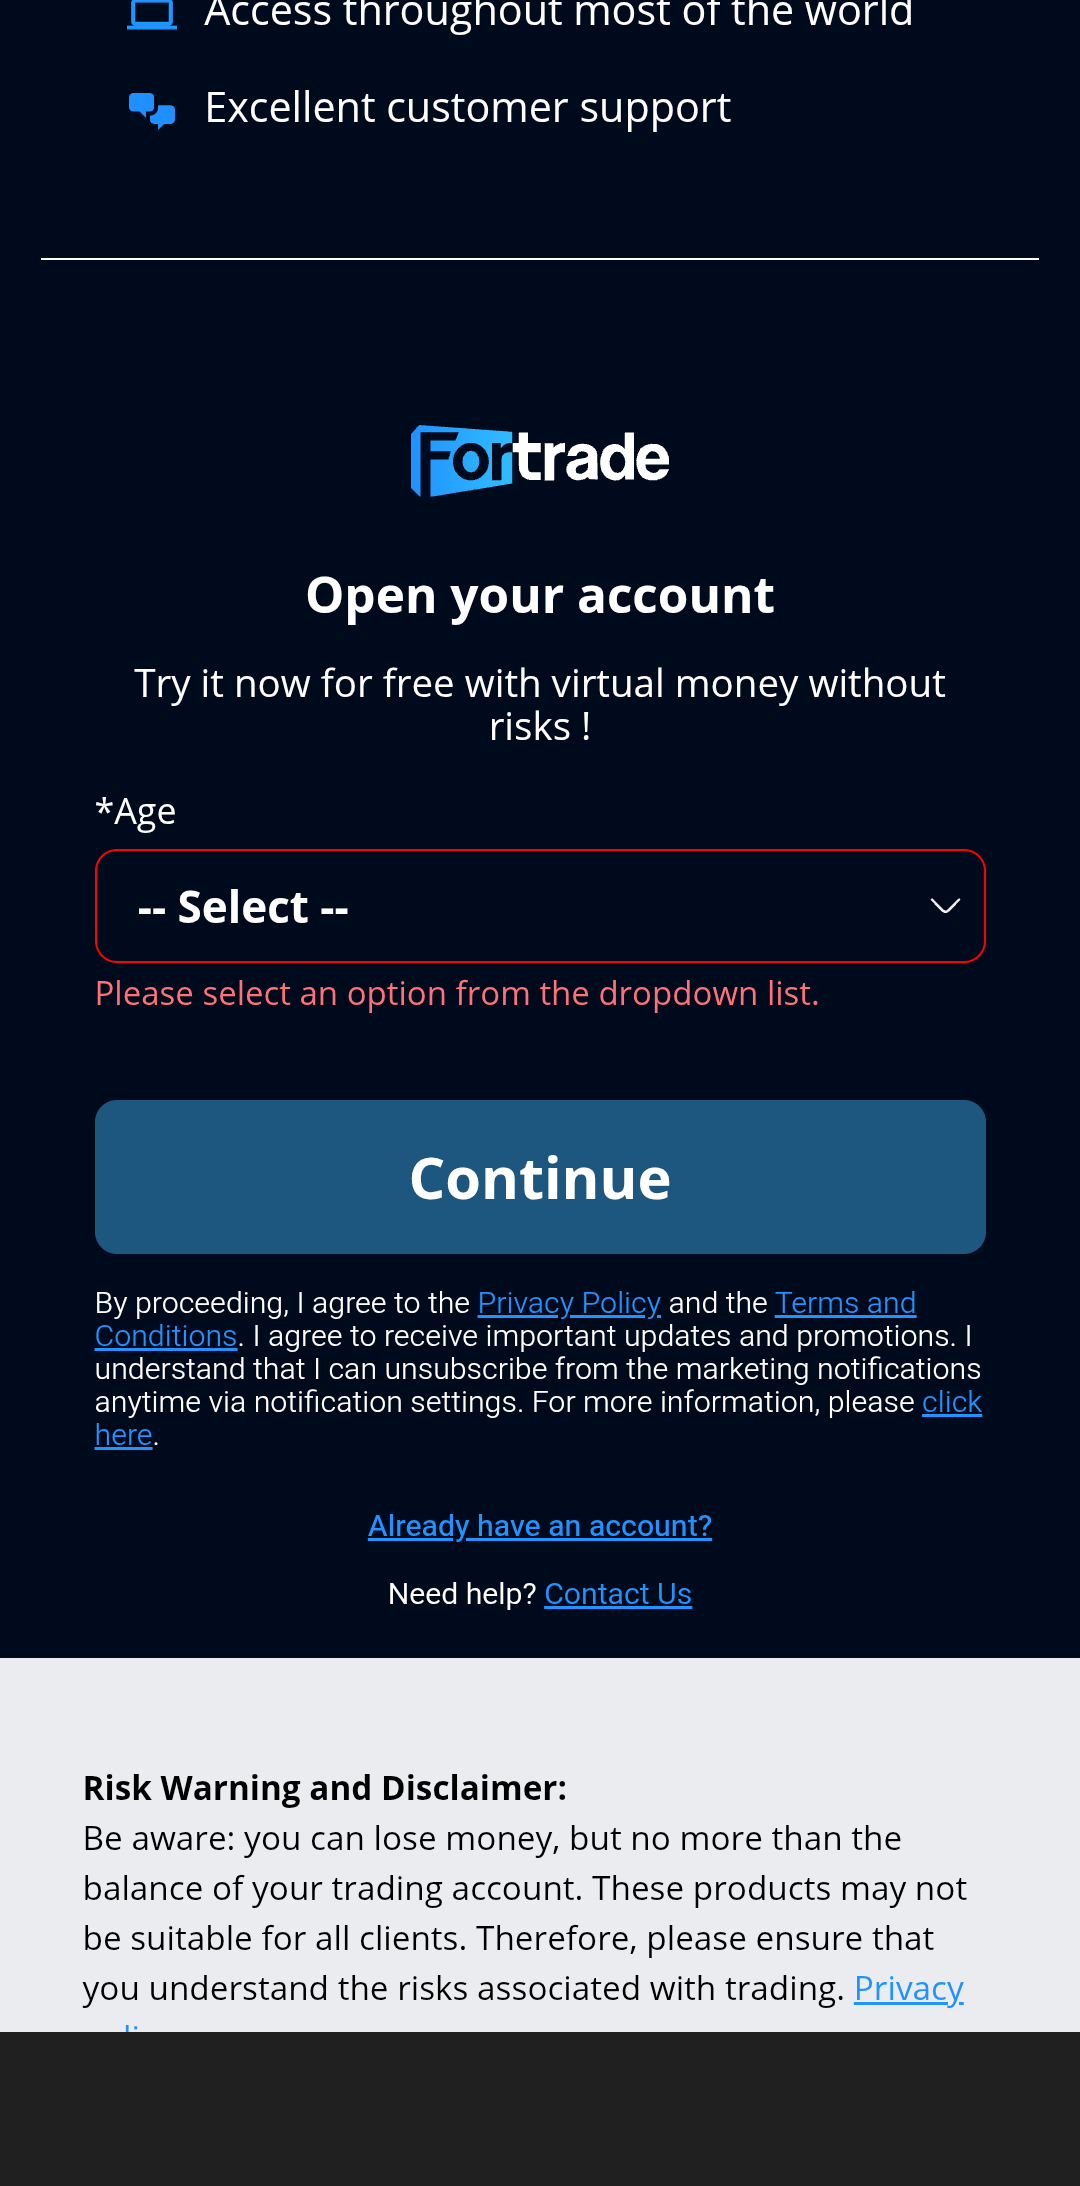 Access throughout most of the world
Excellent customer support
Fortrade
Open your account
Try it now for free with virtual money without
risks !
*Age
-- Select --
Please select an option from the dropdown list.
Continue
By proceeding, I agree to the Privacy Policy and the Terms and
Conditions. I agree to receive important updates and promotions. I
understand that I can unsubscribe from the marketing notifications
anytime via notification settings. For more information, please click
here.
Already have an account?
Need help? Contact Us
Risk Warning and Disclaimer:
Be aware: you can lose money, but no more than the
balance of your trading account. These products may not
be suitable for all clients. Therefore, please ensure that
you understand the risks associated with trading. Privacy